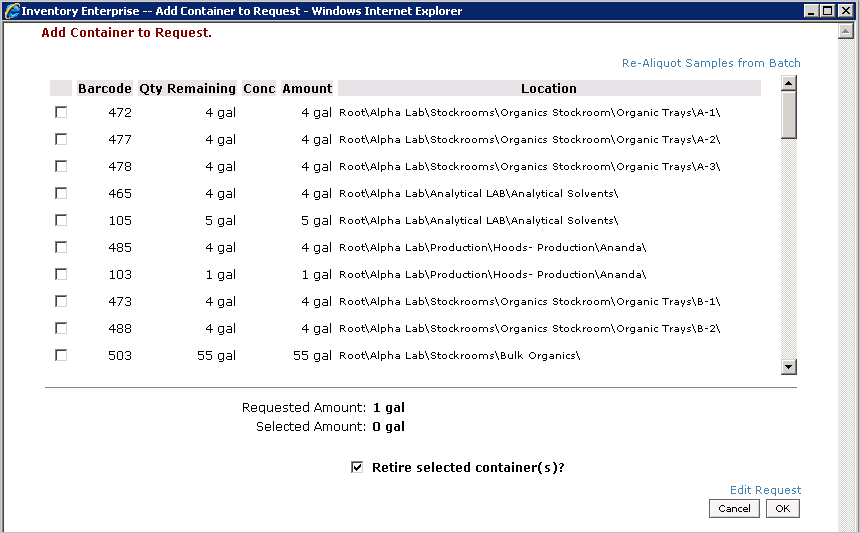 Inventory Enterprise -- Add Container to Request - Windows Internet Explorer
Add Container to Request.
Re-Aliquot Samples from Batch
Barcode Qty Remaining Conc Amount Location
472 4 gal 4 gal Root\Alpha Lab\Stockrooms\Organics Stockroom\Organic Trays\A-1\
477 4 gal 4 gal Root\Alpha Lab\Stockrooms\Organics Stockroom\Organic Trays\A-2\
478 4 gal 4 gal Root\Alpha Lab\Stockrooms\Organics Stockroom\Organic Trays\A-3\
465 4 gal 4 gal Root\Alpha Lab\Analytical LAB\Analytical Solvents\
105 5 gal 5 gal Root\Alpha Lab\Analytical LAB\Analytical Solvents\
485 4 gal 4 gal Root\Alpha Lab\Production\Hoods- Production\Ananda\
103 1 gal 1 gal Root\Alpha Lab\Production\Hoods- Production\Ananda\
473 4 gal 4 gal Root\Alpha Lab\Stockrooms\Organics Stockroom\Organic Trays\B-1\
488 4 gal 4 gal Root\Alpha Lab\Stockrooms\Organics Stockroom\Organic Trays\B-2\
503 55 gal 55 gal Root\Alpha Lab\Stockrooms\Bulk Organics\
Requested Amount: 1 gal
Selected Amount: 0 gal
Retire selected container(s)?
Edit Request
Cancel OK